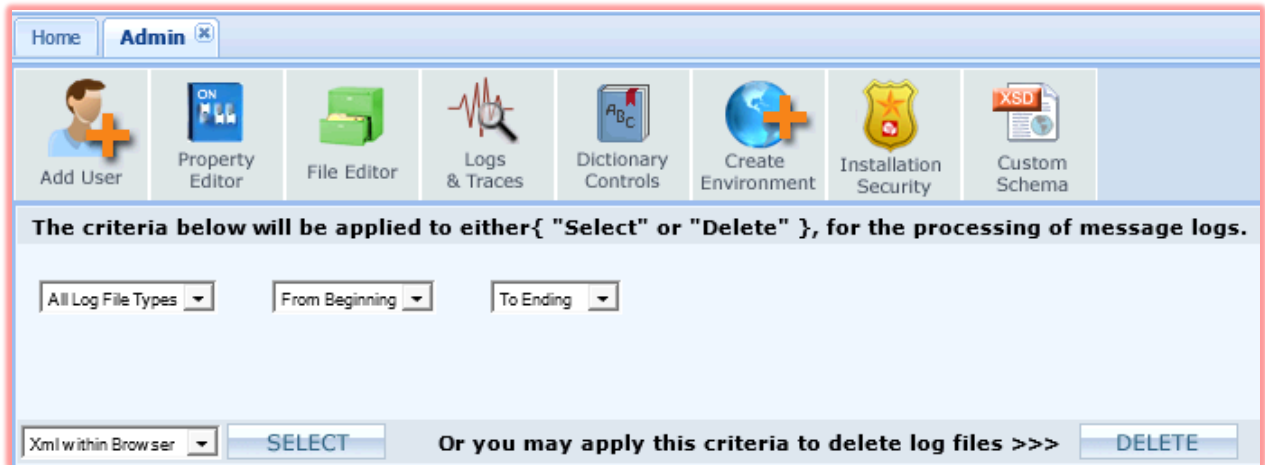 Home Admin
ON
ABC
XSD
Add User
Property
Editor
File Editor
Logs
& Traces
Dictionary
Controls
Create
Environment
Installation
Security
Custom
Schema
The criteria below will be applied to either{ "Select" or "Delete" }, for the processing of message logs.
All Log File Types From Beginning To Ending
Xml within Browser SELECT Or you may apply this criteria to delete log files >>> DELETE